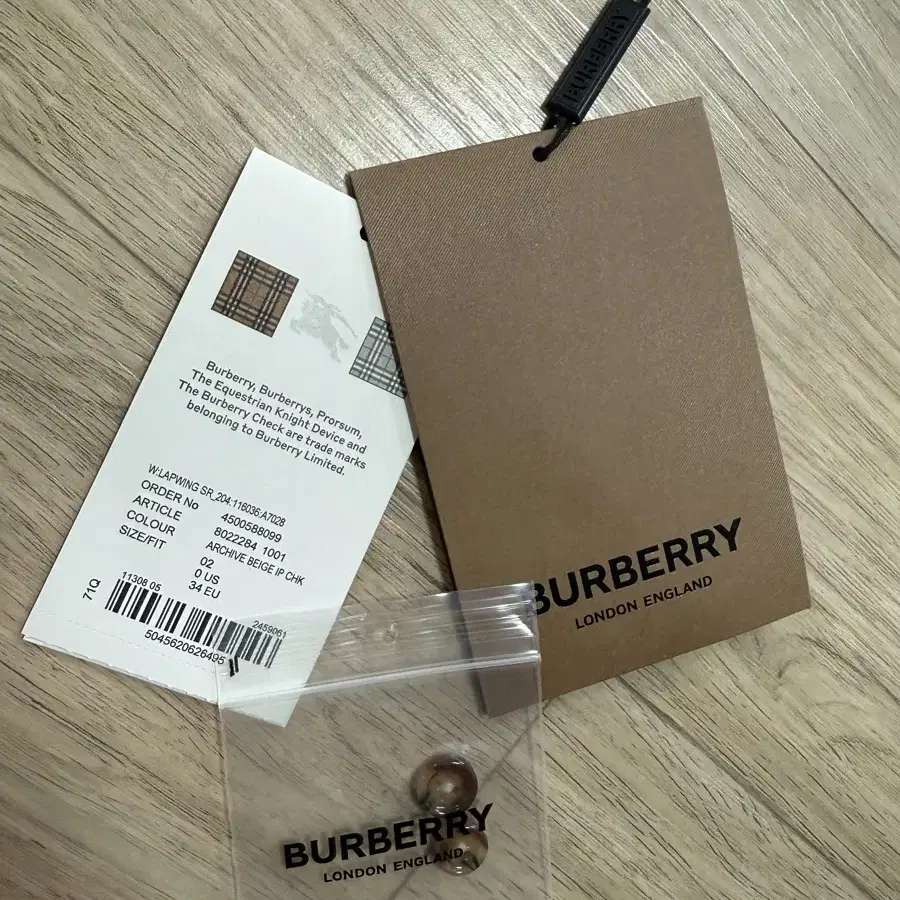 BURBERRY
Burberry, Burberrys, Prorsum,
The Equestrian Knight Device and
The Burberry Check are trade marks
belonging to Burberry Limited.
W:LAPWING SR_204:116036:A7028
ORDER No 4500588099
ARTICLE 8022284 1001
COLOUR ARCHIVE BEIGE IP CHK
SIZE/FIT 02
0 US
34 EU
71Q
11308 05
2459061
5045620626495
BURBERRY
LONDON ENGLAND
BURBERRY
LONDON ENGLAND